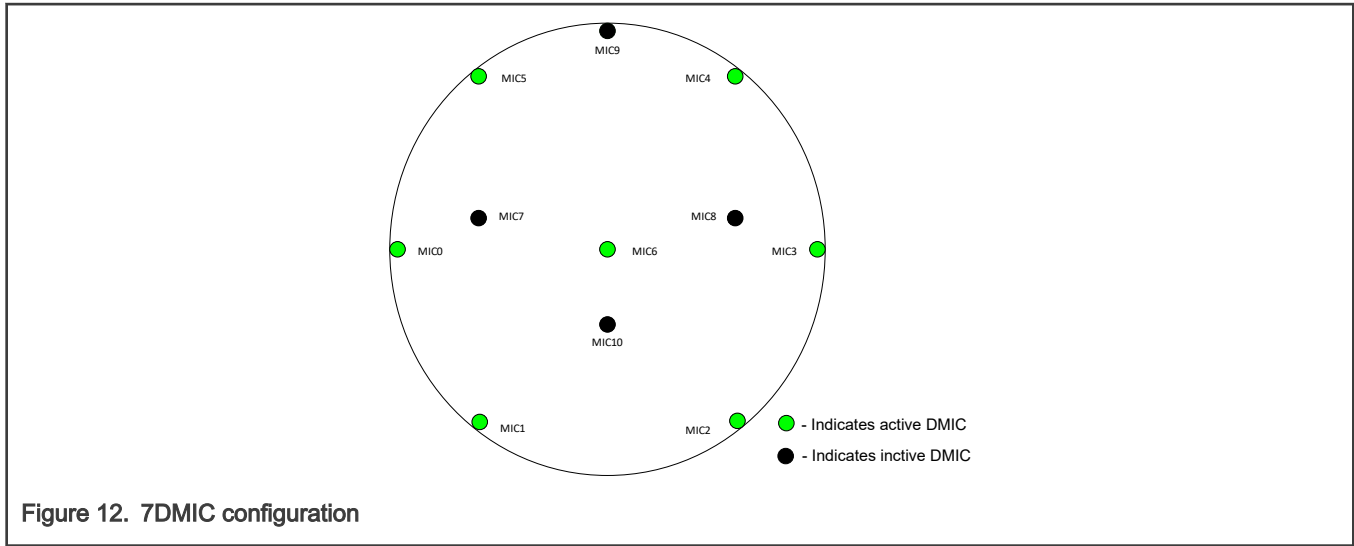 MIC9
MIC5
MIC4
MIC7
MIC8
MIC0
MIC6
MIC3
MIC10
MIC1
MIC2
- Indicates active DMIC
- Indicates inctive DMIC
Figure 12. 7DMIC configuration